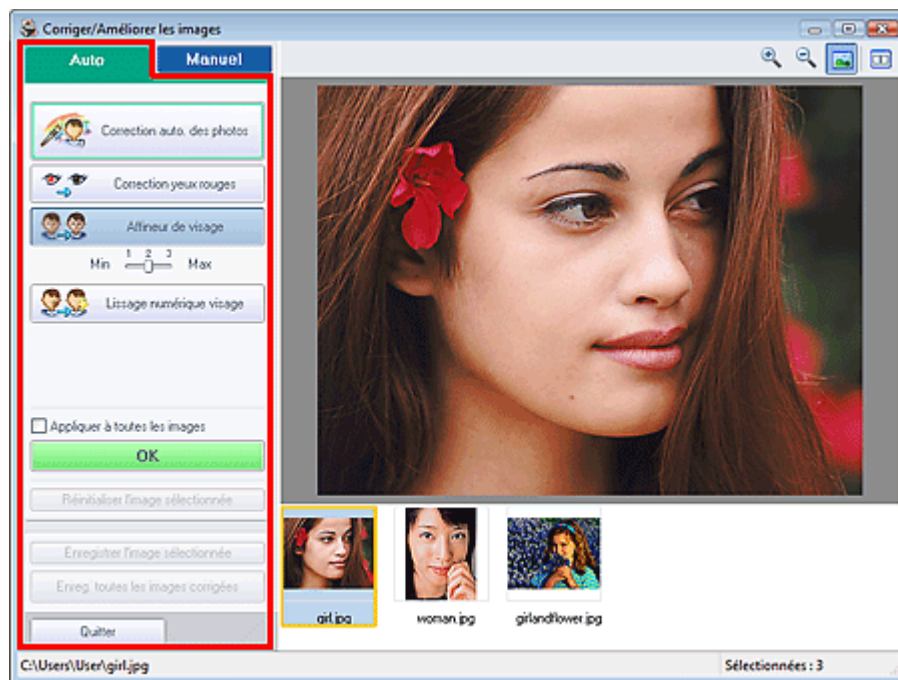 Corriger/Améliorer les images
Auto
Manuel
Correction auto. des photos
Correction yeux rouges
Affineur de visage
1 2 3
Min Max
Lissage numérique visage
Appliquer à toutes les images
OK
Réinitialiser l'image sélectionnée
Enregistrer l'image sélectionnée
Enreg. toutes les images corrigées
Quitter
girl.jpg
woman.jpg
girlandflower.jpg
C:\Users\User\girl.jpg
Sélectionnées : 3